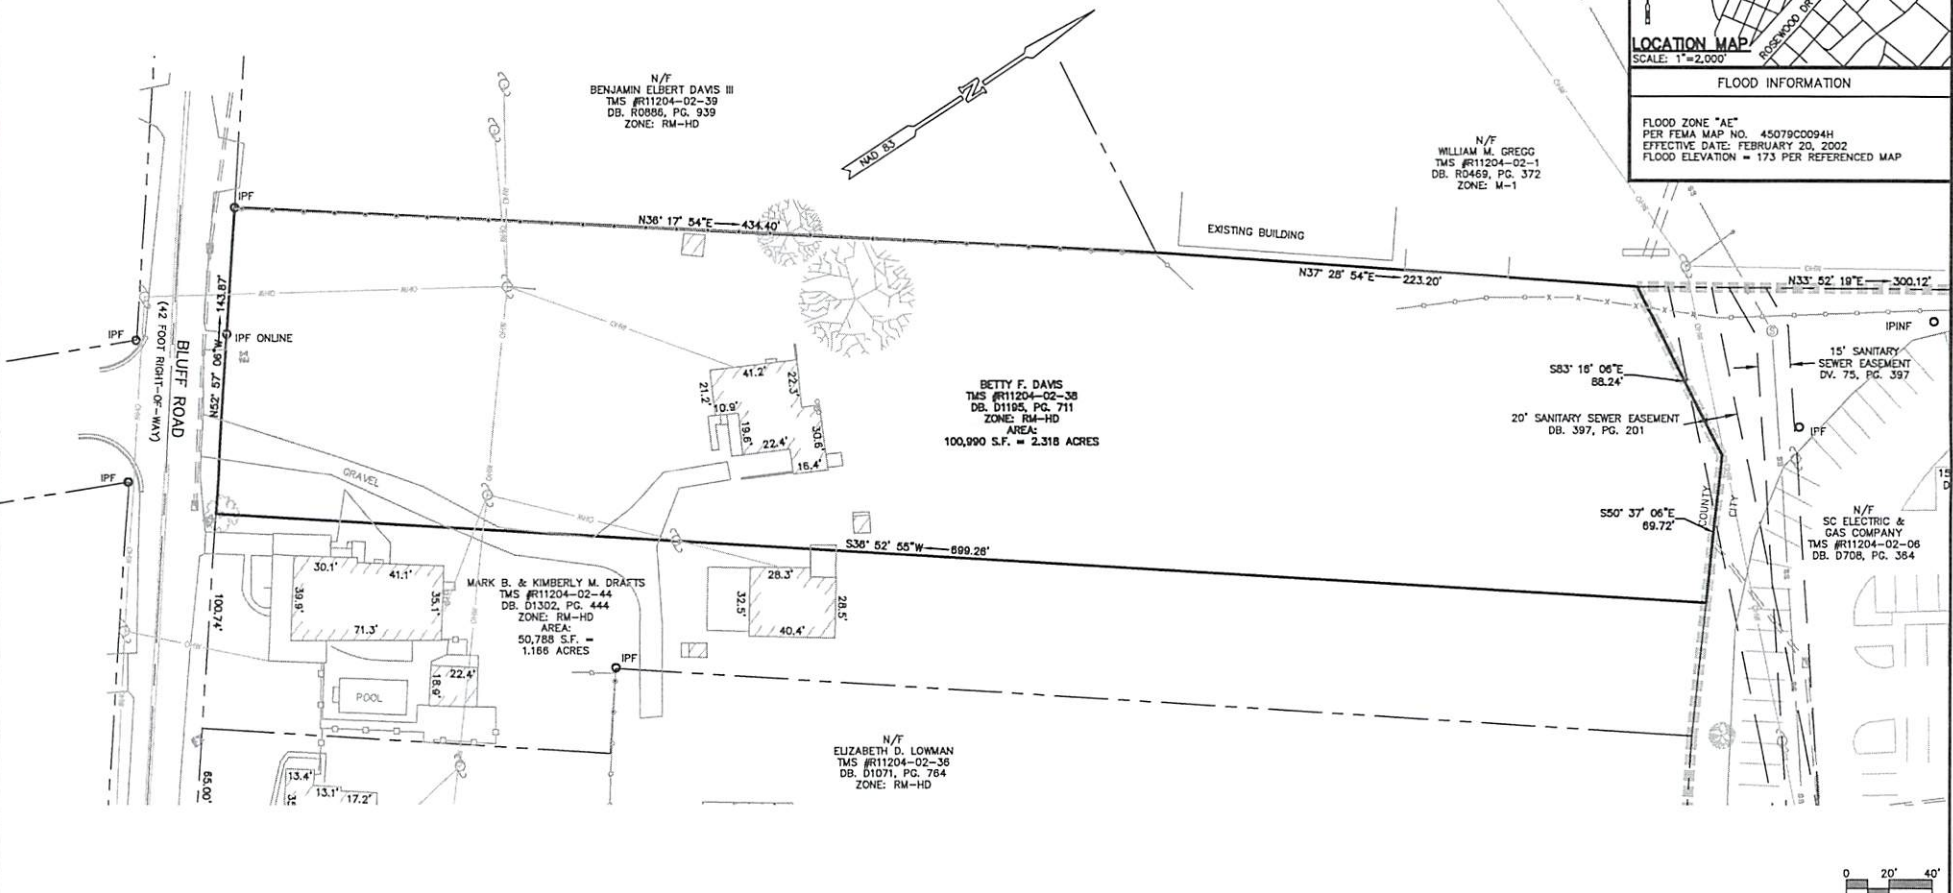 N/F
BENJAMIN ELBERT DAVIS III
TMS #R11204-02-39
DB. R0886, PG. 939
ZONE: RM-HD
NAD 83
N
N/F
WILLIAM M. GREGG
TMS #R11204-02-1
DB. R0469, PG. 372
ZONE: M-1
ROSEWOOD DR
LOCATION MAP
SCALE: 1"=2,000'
FLOOD INFORMATION
FLOOD ZONE "AE"
PER FEMA MAP NO. 45079C0094H
EFFECTIVE DATE: FEBRUARY 20, 2002
FLOOD ELEVATION = 173 PER REFERENCED MAP
IPF
N36° 17' 54"E 434.40'
EXISTING BUILDING
N37° 28' 54"E 223.20'
N33° 52' 19"E 300.12'
IPINF
15' SANITARY
SEWER EASEMENT
DV. 75, PG. 397
S83° 16' 06"E
88.24'
20' SANITARY SEWER EASEMENT
DB. 397, PG. 201
IPF
IPF
IPF ONLINE
N52° 57' 06"W 143.87'
BLUFF ROAD
(42 FOOT RIGHT-OF-WAY)
IPF
GRAVEL
OHW
41.2'
22.3'
21.2'
10.9'
19.6'
22.4'
30.6'
16.4'
BETTY F. DAVIS
TMS #R11204-02-38
DB. D1195, PG. 711
ZONE: RM-HD
AREA:
100,990 S.F. = 2.318 ACRES
S50° 37' 06"E
69.72'
COUNTY
CITY
N/F
SC ELECTRIC &
GAS COMPANY
TMS #R11204-02-06
DB. D708, PG. 364
S36° 52' 55"W 699.26'
30.1'
41.1'
39.9'
35.1'
71.3'
100.74'
MARK B. & KIMBERLY M. DRAFTS
TMS #R11204-02-44
DB. D1302, PG. 444
ZONE: RM-HD
AREA:
50,788 S.F. =
1.166 ACRES
28.3'
32.5'
28.5'
40.4'
IPF
22.4'
18.9'
POOL
N/F
ELIZABETH D. LOWMAN
TMS #R11204-02-36
DB. D1071, PG. 764
ZONE: RM-HD
65.00'
13.4'
13.1'
17.2'
0 20' 40'